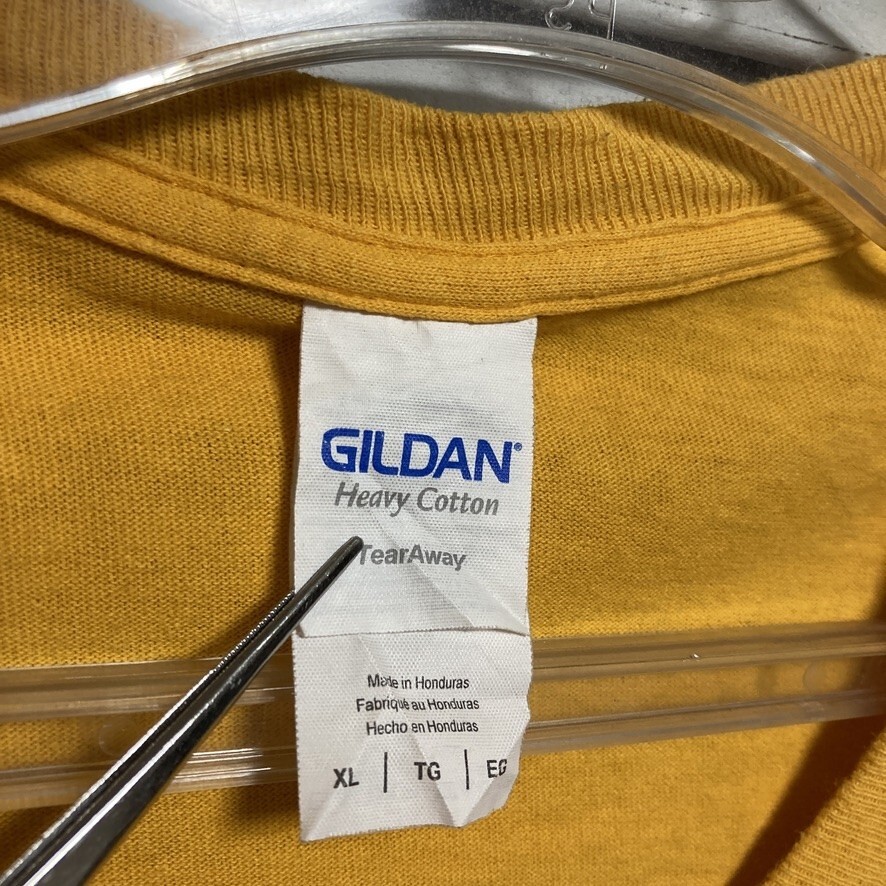 GILDAN®
Heavy Cotton
TearAway
Made in Honduras
Fabriqué au Honduras
Hecho en Honduras
XL | TG | EG